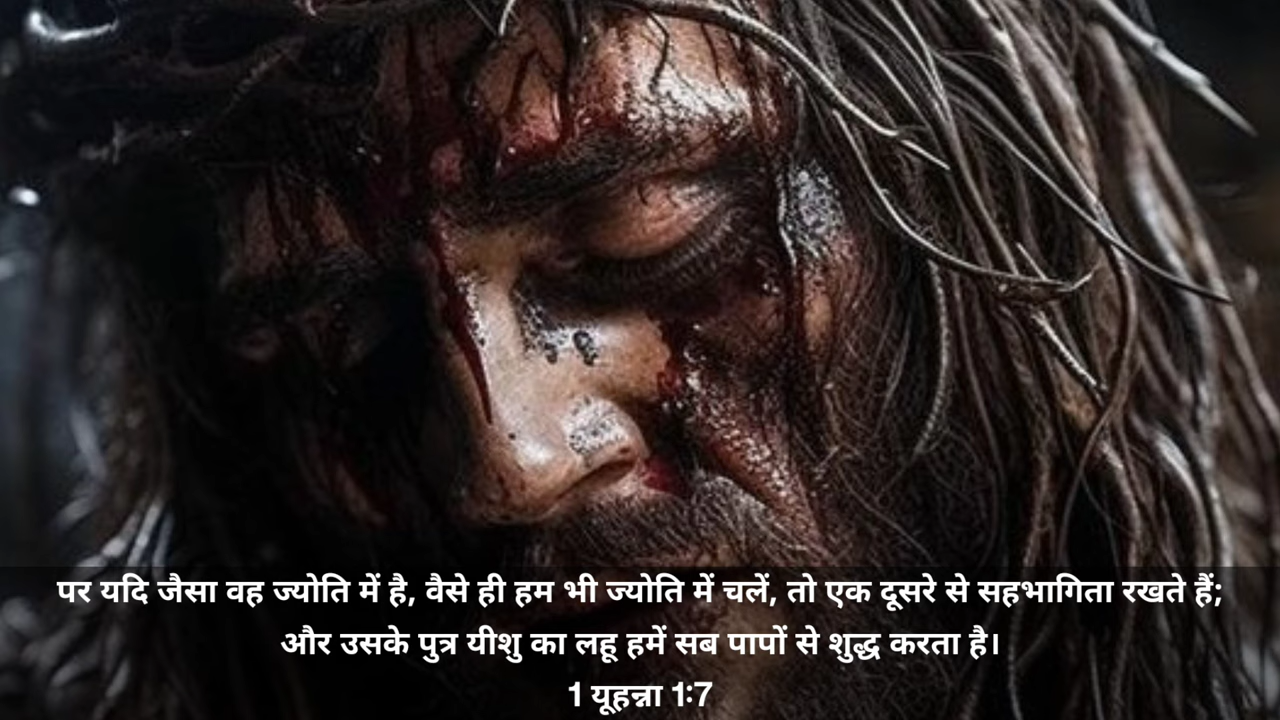 पर यदि जैसा वह ज्योति में है, वैसे ही हम भी ज्योति में चलें, तो एक दूसरे से सहभागिता रखते हैं;
और उसके पुत्र यीशु का लहू हमें सब पापों से शुद्ध करता है।
1 यूहन्ना 1:7